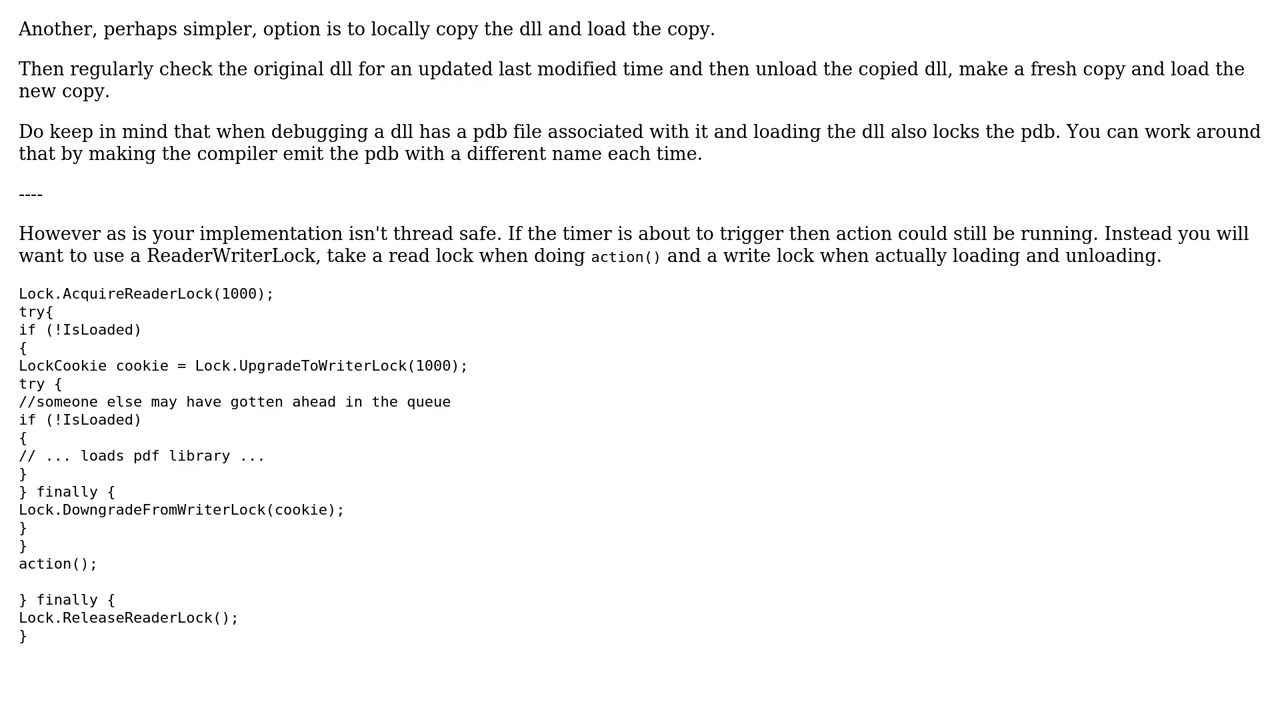 Another, perhaps simpler, option is to locally copy the dll and load the copy.
Then regularly check the original dll for an updated last modified time and then unload the copied dll, make a fresh copy and load the
new copy.
Do keep in mind that when debugging a dll has a pdb file associated with it and loading the dll also locks the pdb. You can work around
that by making the compiler emit the pdb with a different name each time.
----
However as is your implementation isn't thread safe. If the timer is about to trigger then action could still be running. Instead you will
want to use a ReaderWriterLock, take a read lock when doing action() and a write lock when actually loading and unloading.
Lock.AcquireReaderLock(1000);
try{
if (!IsLoaded)
{
LockCookie cookie = Lock.UpgradeToWriterLock(1000);
try {
//someone else may have gotten ahead in the queue
if (!IsLoaded)
{
// ... loads pdf library ...
}
} finally {
Lock.DowngradeFromWriterLock(cookie);
}
}
action();

} finally {
Lock.ReleaseReaderLock();
}